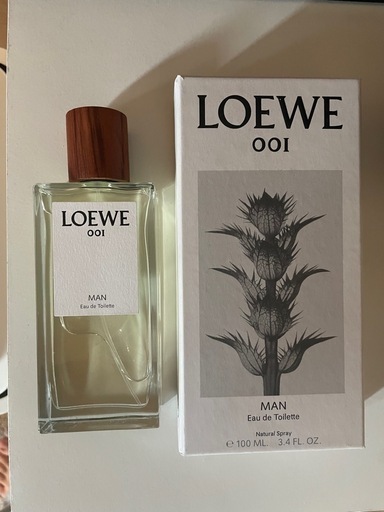 LOEWE
001
MAN
Eau de Toilette
LOEWE
001
MAN
Eau de Toilette
Natural Spray
℮ 100 ML. 3.4 FL. OZ.